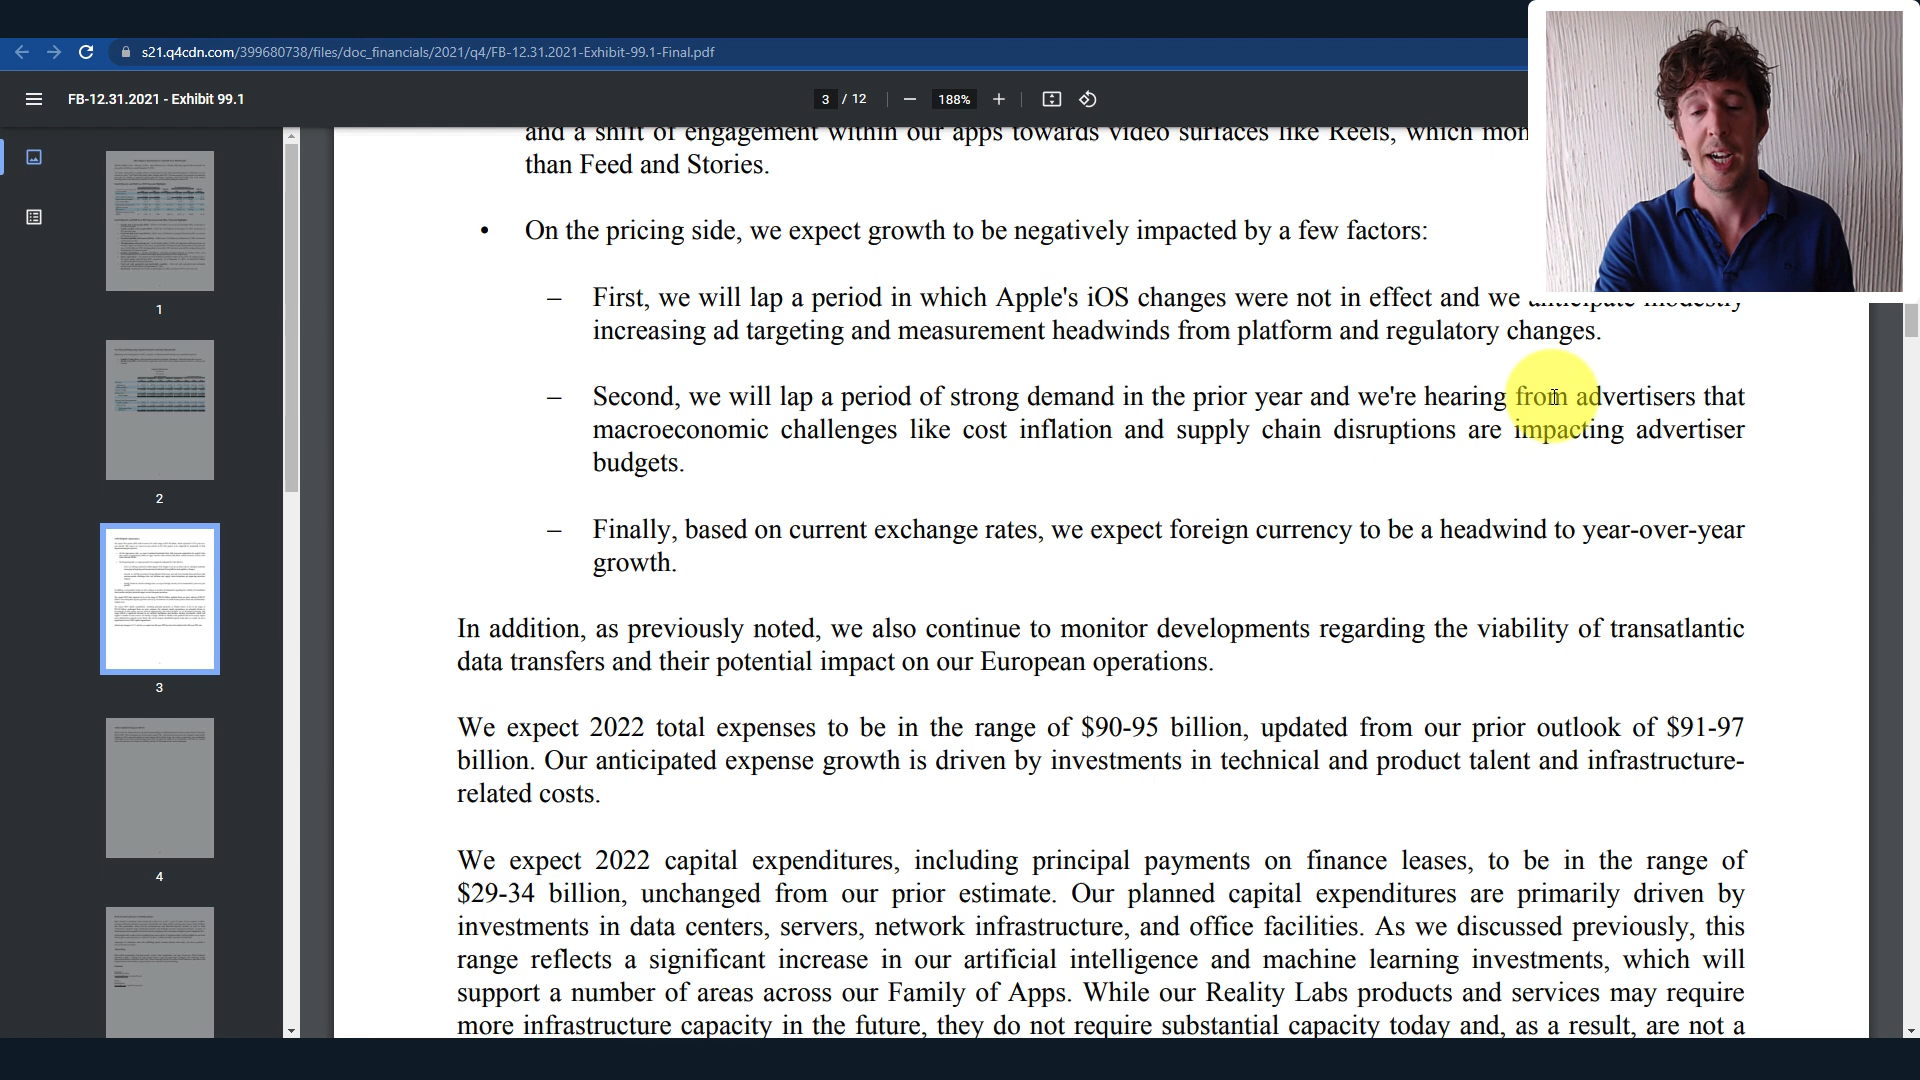 s21.q4cdn.com/399680738/files/doc_financials/2021/q4/FB-12.31.2021-Exhibit-99.1-Final.pdf
FB-12.31.2021 - Exhibit 99.1
3 / 12
188%
1
2
3
4
and a shift of engagement within our apps towards video surfaces like Reels, which
than Feed and Stories.
• On the pricing side, we expect growth to be negatively impacted by a few factors:
– First, we will lap a period in which Apple's iOS changes were not in effect and we anticipate modestly
increasing ad targeting and measurement headwinds from platform and regulatory changes.
– Second, we will lap a period of strong demand in the prior year and we're hearing from advertisers that
macroeconomic challenges like cost inflation and supply chain disruptions are impacting advertiser
budgets.
– Finally, based on current exchange rates, we expect foreign currency to be a headwind to year-over-year
growth.
In addition, as previously noted, we also continue to monitor developments regarding the viability of transatlantic
data transfers and their potential impact on our European operations.
We expect 2022 total expenses to be in the range of $90-95 billion, updated from our prior outlook of $91-97
billion. Our anticipated expense growth is driven by investments in technical and product talent and infrastructure-
related costs.
We expect 2022 capital expenditures, including principal payments on finance leases, to be in the range of
$29-34 billion, unchanged from our prior estimate. Our planned capital expenditures are primarily driven by
investments in data centers, servers, network infrastructure, and office facilities. As we discussed previously, this
range reflects a significant increase in our artificial intelligence and machine learning investments, which will
support a number of areas across our Family of Apps. While our Reality Labs products and services may require
more infrastructure capacity in the future, they do not require substantial capacity today and, as a result, are not a